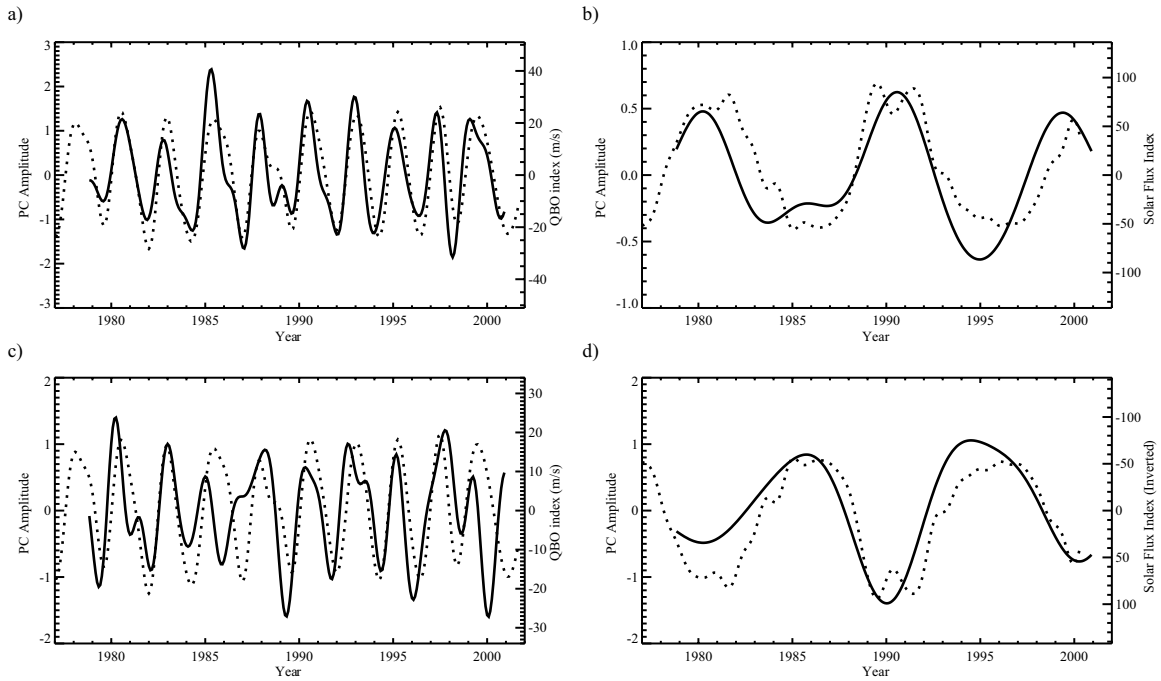 a)
3
2
1
0
-1
-2
-3
PC Amplitude
40
20
0
-20
-40
QBO index (m/s)
1980 1985 1990 1995 2000
Year
b)
1.0
0.5
0.0
-0.5
-1.0
PC Amplitude
100
50
0
-50
-100
Solar Flux Index
1980 1985 1990 1995 2000
Year
c)
2
1
0
-1
-2
PC Amplitude
30
20
10
0
-10
-20
-30
QBO index (m/s)
1980 1985 1990 1995 2000
Year
d)
2
1
0
-1
-2
PC Amplitude
-100
-50
0
50
100
Solar Flux Index (Inverted)
1980 1985 1990 1995 2000
Year